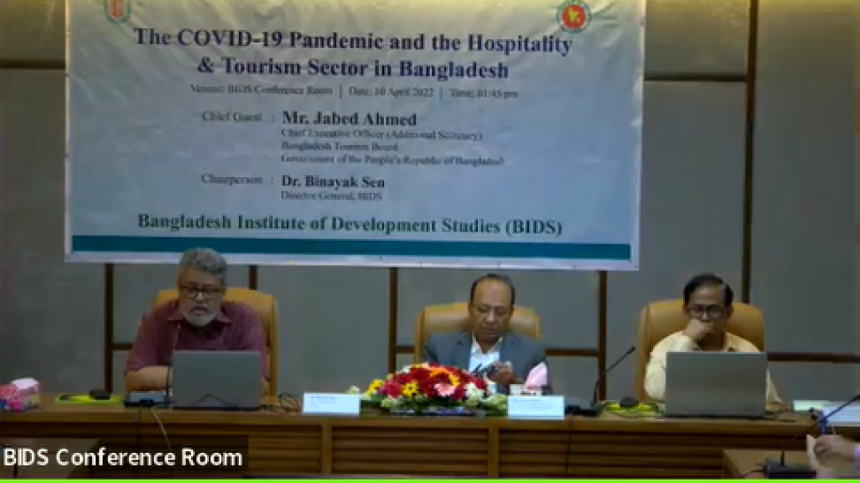 The COVID-19 Pandemic and the Hospitality
& Tourism Sector in Bangladesh
Venue: BIDS Conference Room | Date: 10 April 2022 | Time: 01:45 pm
Chief Guest : Mr. Jabed Ahmed
Chief Executive Officer (Additional Secretary)
Bangladesh Tourism Board
Government of the People's Republic of Bangladesh
Chairperson : Dr. Binayak Sen
Director General, BIDS
Bangladesh Institute of Development Studies (BIDS)
BIDS Conference Room